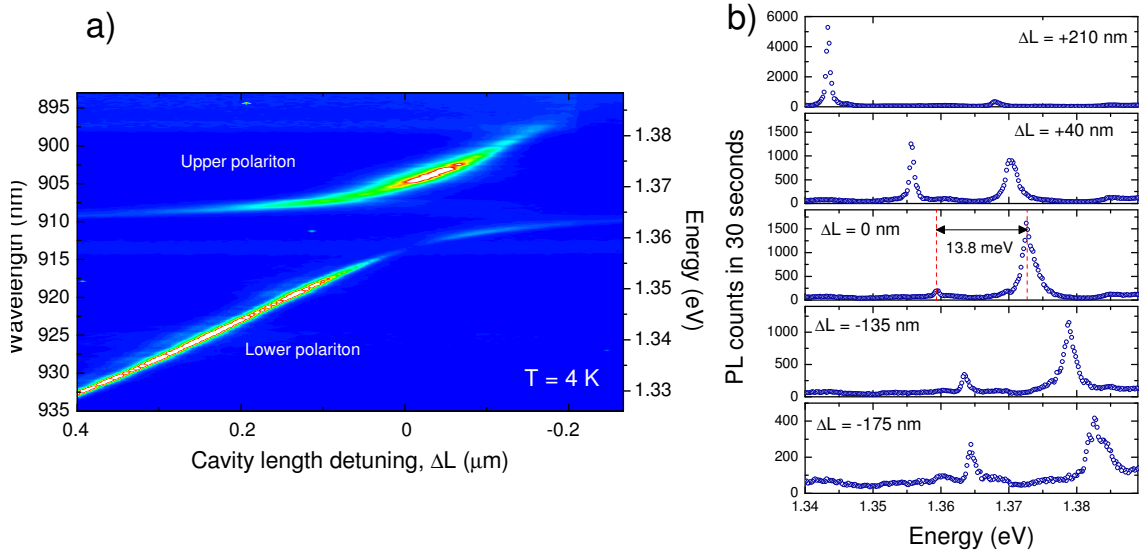 a)
895
900
905
910
915
920
925
930
935
Wavelength (nm)
Upper polariton
Lower polariton
T = 4 K
1.38
1.37
1.36
1.35
1.34
1.33
Energy (eV)
0.4
0.2
0
-0.2
Cavity length detuning, ΔL (μm)
b)
PL counts in 30 seconds
6000
4000
2000
0
ΔL = +210 nm
1500
1000
500
0
ΔL = +40 nm
1500
1000
500
0
ΔL = 0 nm
13.8 meV
1000
500
0
ΔL = -135 nm
400
200
0
ΔL = -175 nm
1.34
1.35
1.36
1.37
1.38
Energy (eV)